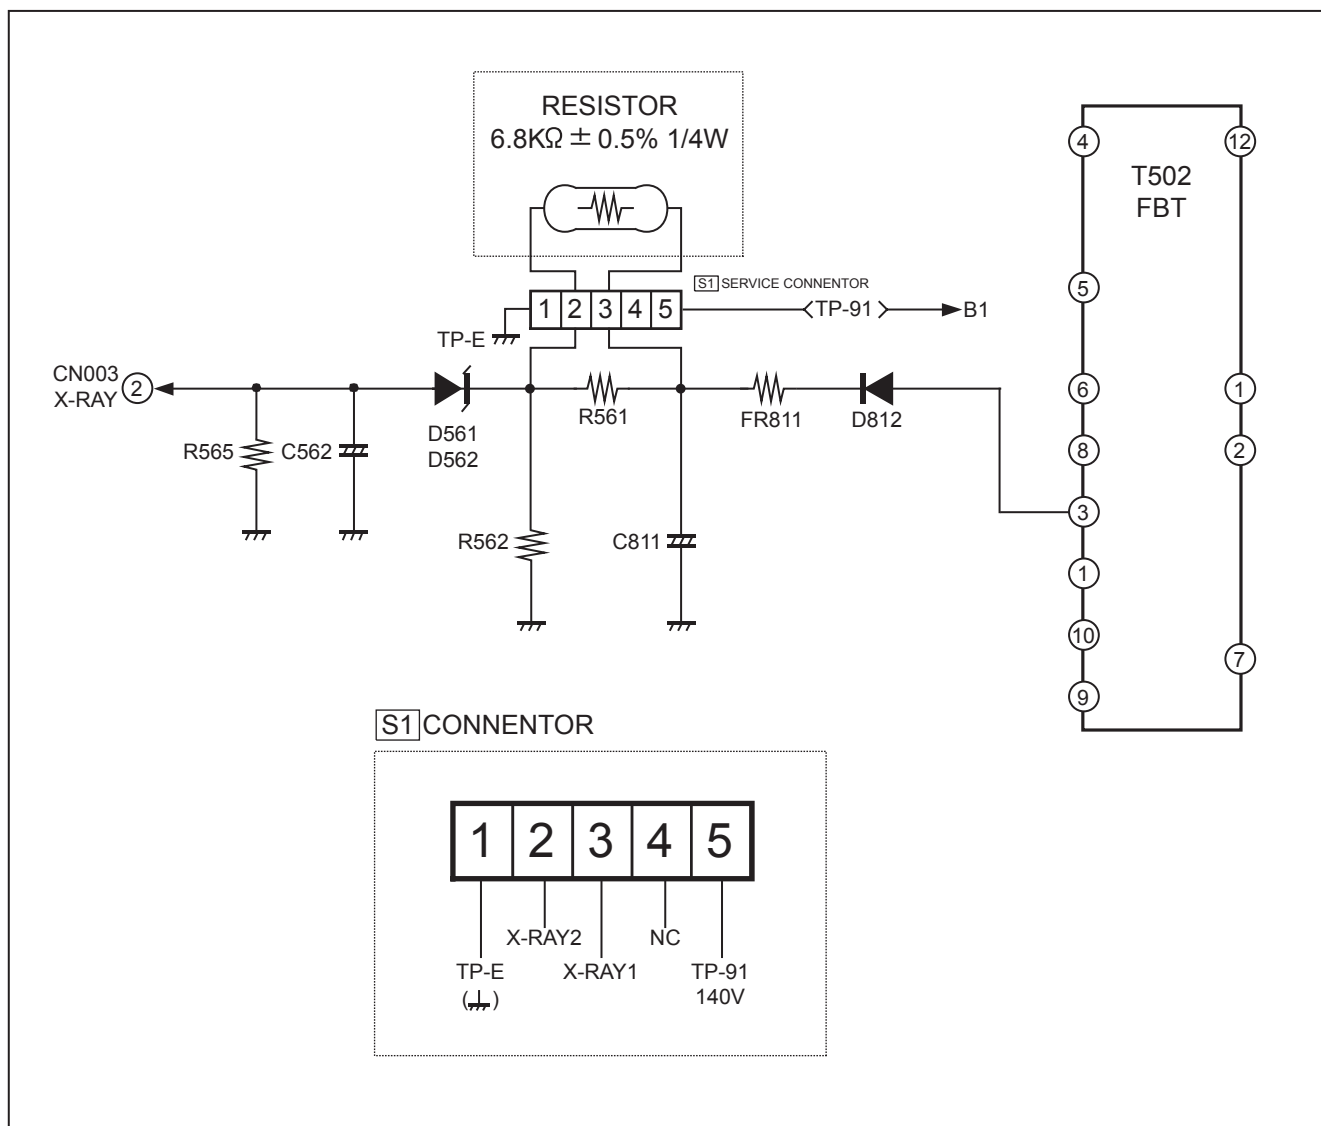 RESISTOR
6.8KΩ ± 0.5% 1/4W
4
12
T502
FBT
5
S1 SERVICE CONNENTOR
1 2 3 4 5
TP-91
B1
TP-E
CN003
X-RAY
2
R561
FR811
D812
6
1
D561
D562
R565
C562
8
2
3
R562
C811
1
10
7
9
S1 CONNENTOR
1 2 3 4 5
X-RAY2
NC
TP-E
X-RAY1
TP-91
( )
140V